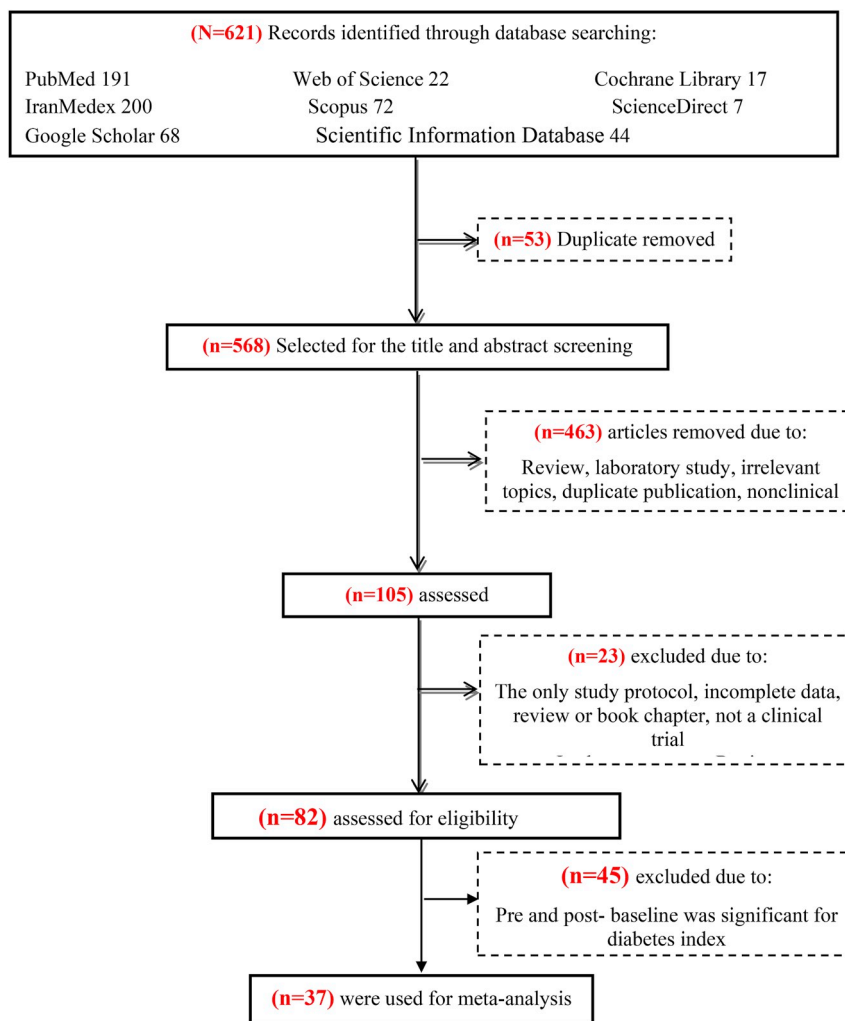 (N=621) Records identified through database searching:
PubMed 191 Web of Science 22 Cochrane Library 17
IranMedex 200 Scopus 72 ScienceDirect 7
Google Scholar 68 Scientific Information Database 44
(n=53) Duplicate removed
(n=568) Selected for the title and abstract screening
(n=463) articles removed due to:
Review, laboratory study, irrelevant
topics, duplicate publication, nonclinical
(n=105) assessed
(n=23) excluded due to:
The only study protocol, incomplete data,
review or book chapter, not a clinical
trial
(n=82) assessed for eligibility
(n=45) excluded due to:
Pre and post- baseline was significant for
diabetes index
(n=37) were used for meta-analysis